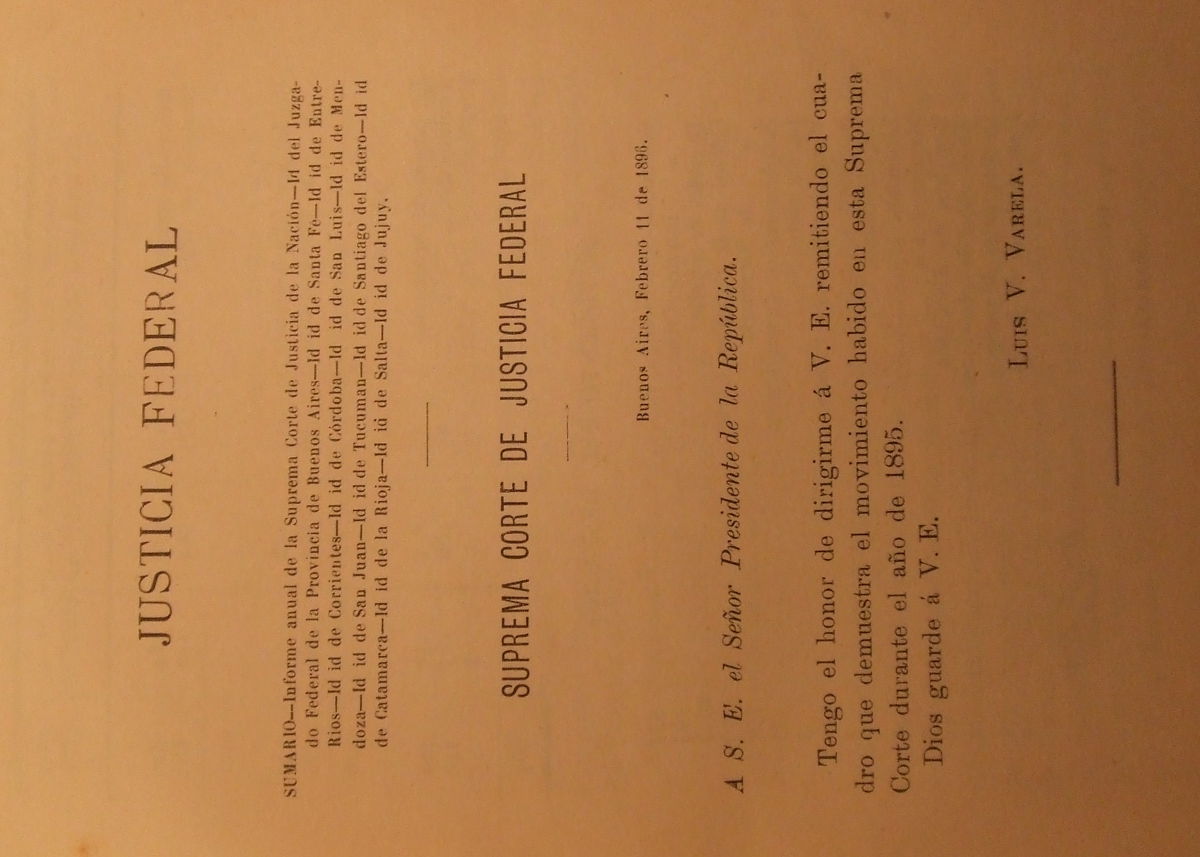 JUSTICIA FEDERAL
SUMARIO—Informe anual de la Suprema Corte de Justicia de la Nación—Id del Juzga-
do Federal de la Provincia de Buenos Aires—Id id de Santa Fé—Id id de Entre-
Rios—Id id de Corrientes—Id id de Córdoba—Id id de San Luis—Id id de Men-
doza—Id id de San Juan—Id id de Tucuman—Id id de Santiago del Estero—Id id
de Catamarca—Id id de la Rioja—Id id de Salta—Id id de Jujuy.
SUPREMA CORTE DE JUSTICIA FEDERAL
Buenos Aires, Febrero 11 de 1896.
A S. E. el Señor Presidente de la República.
Tengo el honor de dirigirme á V. E. remitiendo el cua-
dro que demuestra el movimiento habido en esta Suprema
Corte durante el año de 1895.
Dios guarde á V. E.
LUIS V. VARELA.